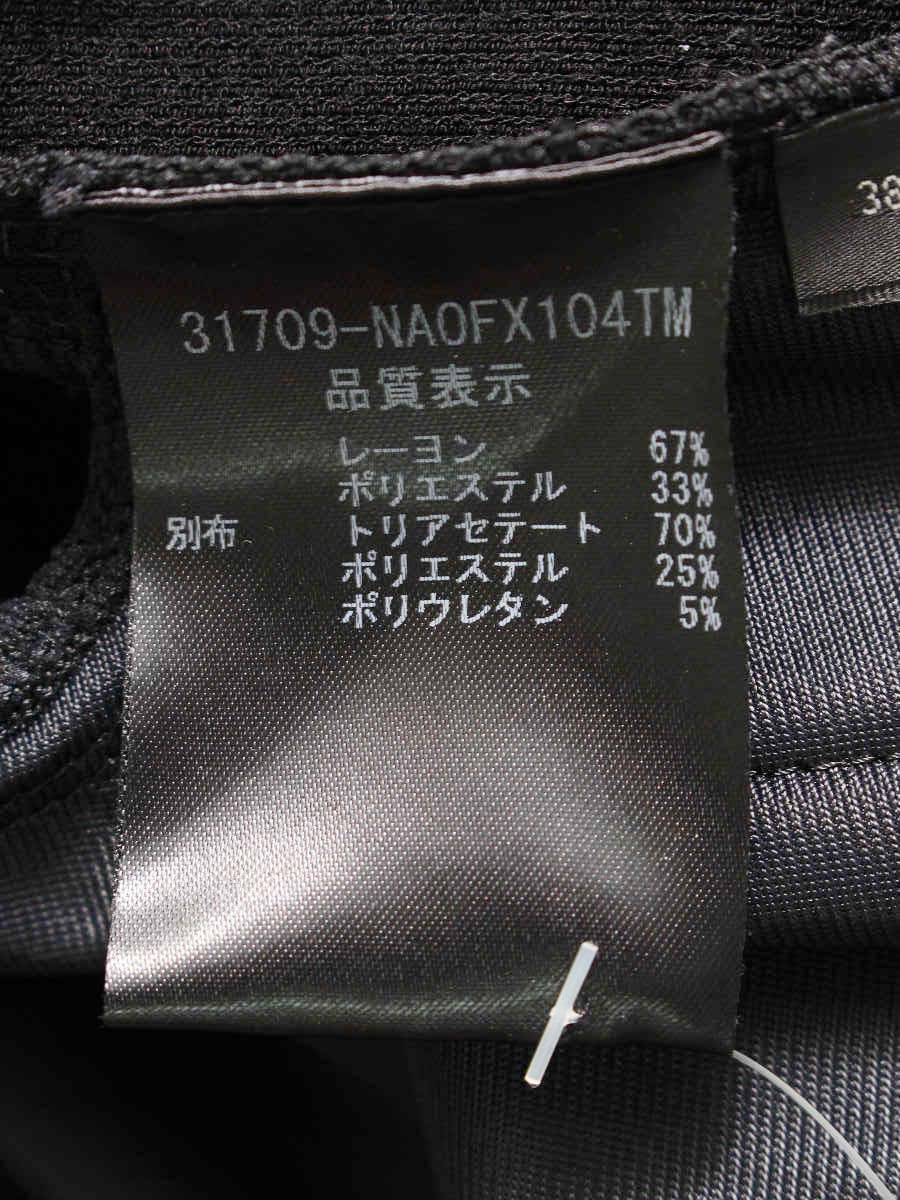 31709-NA0FX104TM
品質表示
レーヨン 67%
ポリエステル 33%
別布 トリアセテート 70%
ポリエステル 25%
ポリウレタン 5%
38